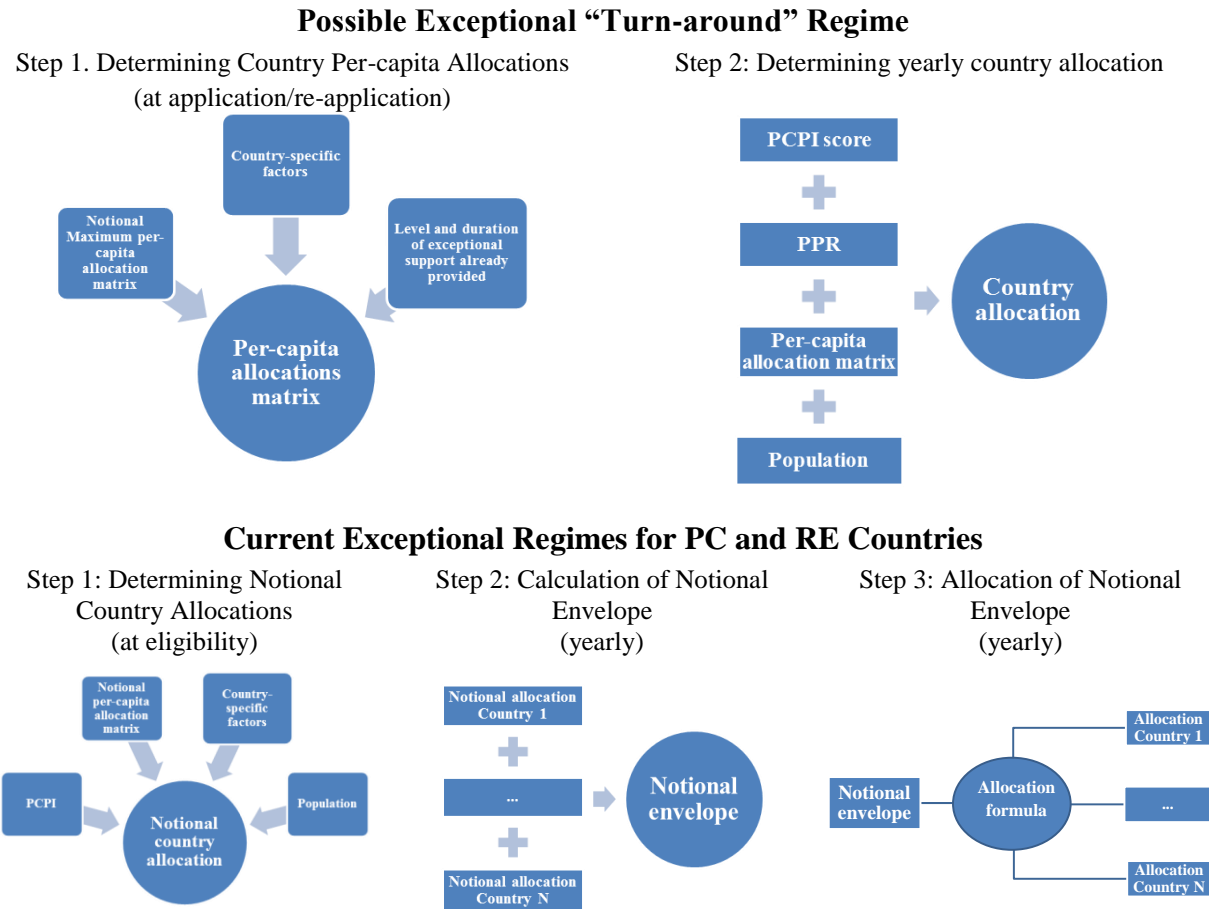 Possible Exceptional “Turn-around” Regime
Step 1. Determining Country Per-capita Allocations
(at application/re-application)
Country-specific
factors
Notional
Maximum per-
capita
allocation
matrix
Level and duration
of exceptional
support already
provided
Per-capita
allocations
matrix
Step 2: Determining yearly country allocation
PCPI score
PPR
Per-capita
allocation matrix
Population
Country
allocation
Current Exceptional Regimes for PC and RE Countries
Step 1: Determining Notional
Country Allocations
(at eligibility)
PCPI
Notional
per-capita
allocation
matrix
Country-
specific
factors
Population
Notional
country
allocation
Step 2: Calculation of Notional
Envelope
(yearly)
Notional allocation
Country 1
...
Notional allocation
Country N
Notional
envelope
Step 3: Allocation of Notional
Envelope
(yearly)
Notional
envelope
Allocation
formula
Allocation
Country 1
...
Allocation
Country N